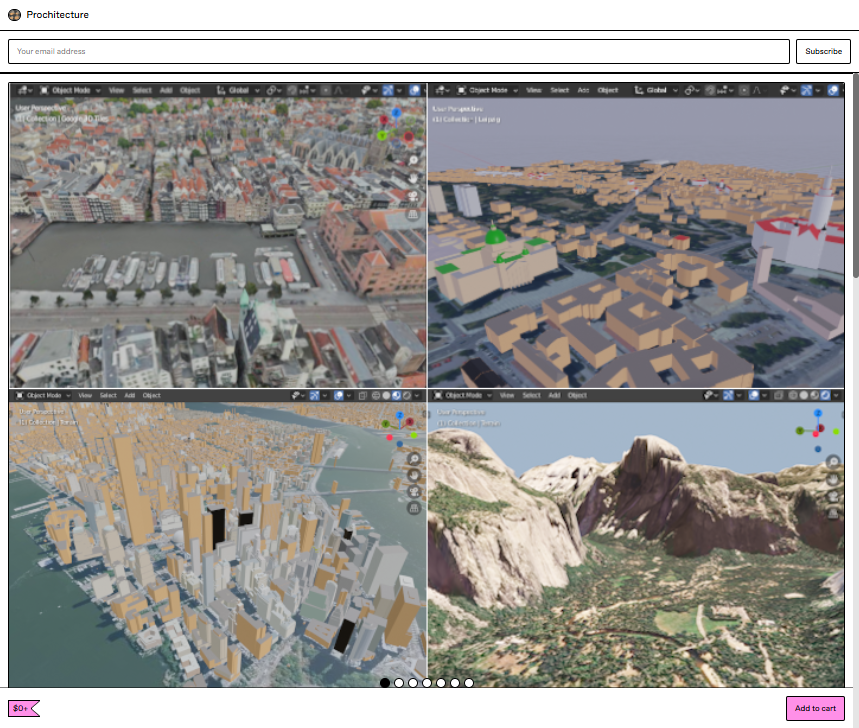 Prochitecture
Your email address
Subscribe
Object Mode View Select Add Object Global
User Perspective
(1) Collection | Google 3D Tiles
Object Mode View Select Add Object Global
User Perspective
(1) Collection | Leipzig
Object Mode View Select Add Object
User Perspective
(1) Collection | Terrain
Object Mode View Select Add Object
User Perspective
(1) Collection | Terrain
$0+
Add to cart